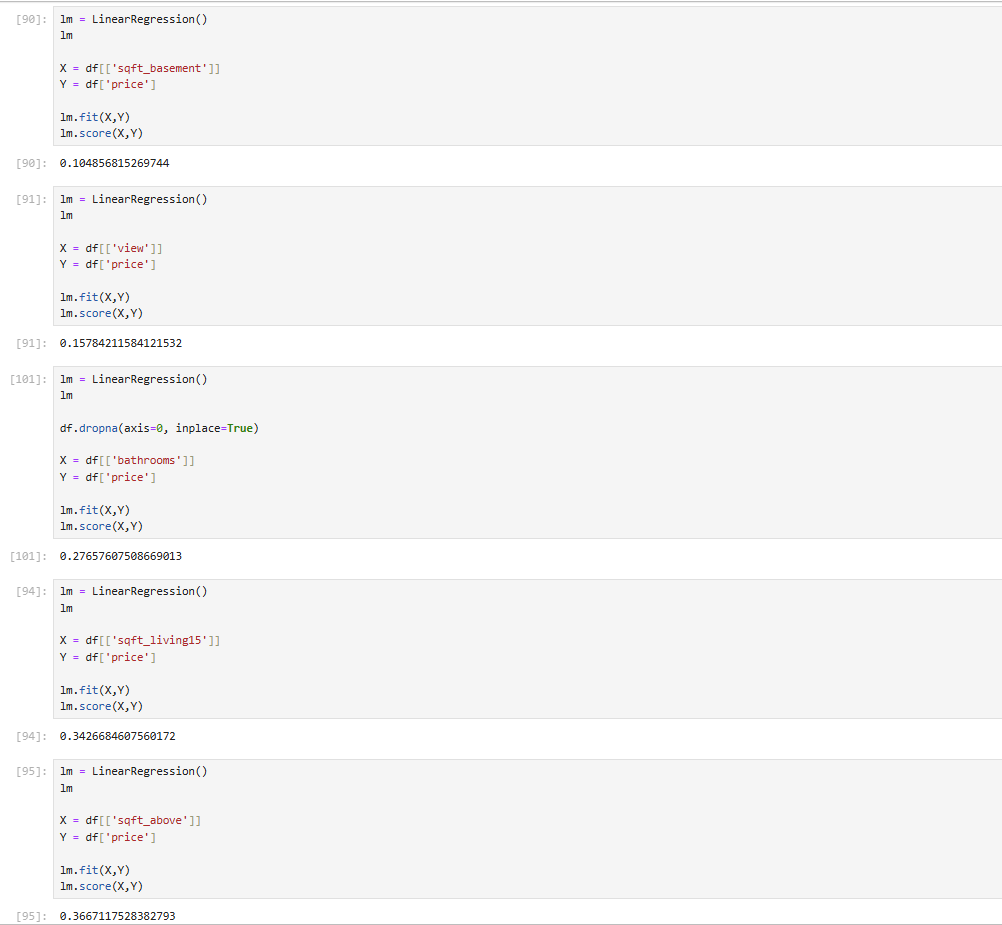 [90]: lm = LinearRegression()
lm
X = df[['sqft_basement']]
Y = df['price']
lm.fit(X,Y)
lm.score(X,Y)
[90]: 0.104856815269744
[91]: lm = LinearRegression()
lm
X = df[['view']]
Y = df['price']
lm.fit(X,Y)
lm.score(X,Y)
[91]: 0.15784211584121532
[101]: lm = LinearRegression()
lm
df.dropna(axis=0, inplace=True)
X = df[['bathrooms']]
Y = df['price']
lm.fit(X,Y)
lm.score(X,Y)
[101]: 0.27657607508669013
[94]: lm = LinearRegression()
lm
X = df[['sqft_living15']]
Y = df['price']
lm.fit(X,Y)
lm.score(X,Y)
[94]: 0.3426684607560172
[95]: lm = LinearRegression()
lm
X = df[['sqft_above']]
Y = df['price']
lm.fit(X,Y)
lm.score(X,Y)
[95]: 0.3667117528382793